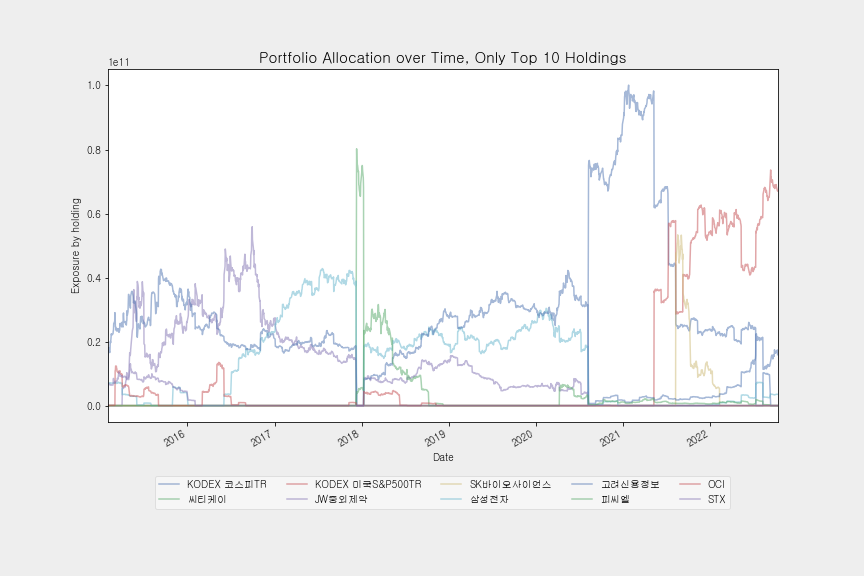 Portfolio Allocation over Time, Only Top 10 Holdings
1e11
1.0
0.8
0.6
0.4
0.2
0.0
Exposure by holding
2016 2017 2018 2019 2020 2021 2022
Date
KODEX 코스피TR KODEX 미국S&P500TR SK바이오사이언스 고려신용정보 OCI
씨티케이 JW중외제약 삼성전자 피씨엘 STX